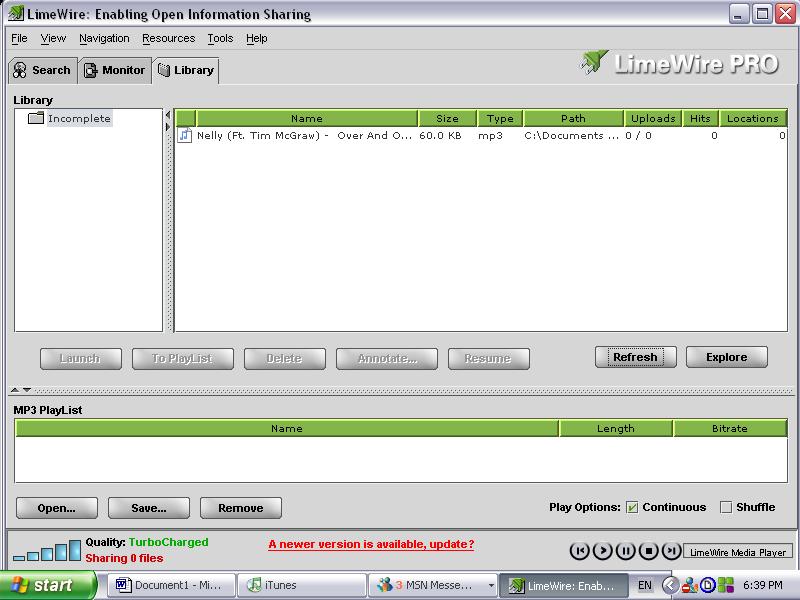 LimeWire: Enabling Open Information Sharing
File View Navigation Resources Tools Help
Search Monitor Library
LimeWire PRO
Library
Incomplete
Name Size Type Path Uploads Hits Locations
Nelly (Ft. Tim McGraw) - Over And O... 60.0 KB mp3 C:\Documents ... 0 / 0 0 0
Launch To PlayList Delete Annotate... Resume Refresh Explore
MP3 PlayList
Name Length Bitrate
Open... Save... Remove Play Options: Continuous Shuffle
Quality: TurboCharged
Sharing 0 files
A newer version is available, update?
LimeWire Media Player
start Document1 - Mi... iTunes 3 MSN Messe... LimeWire: Enab... EN 6:39 PM